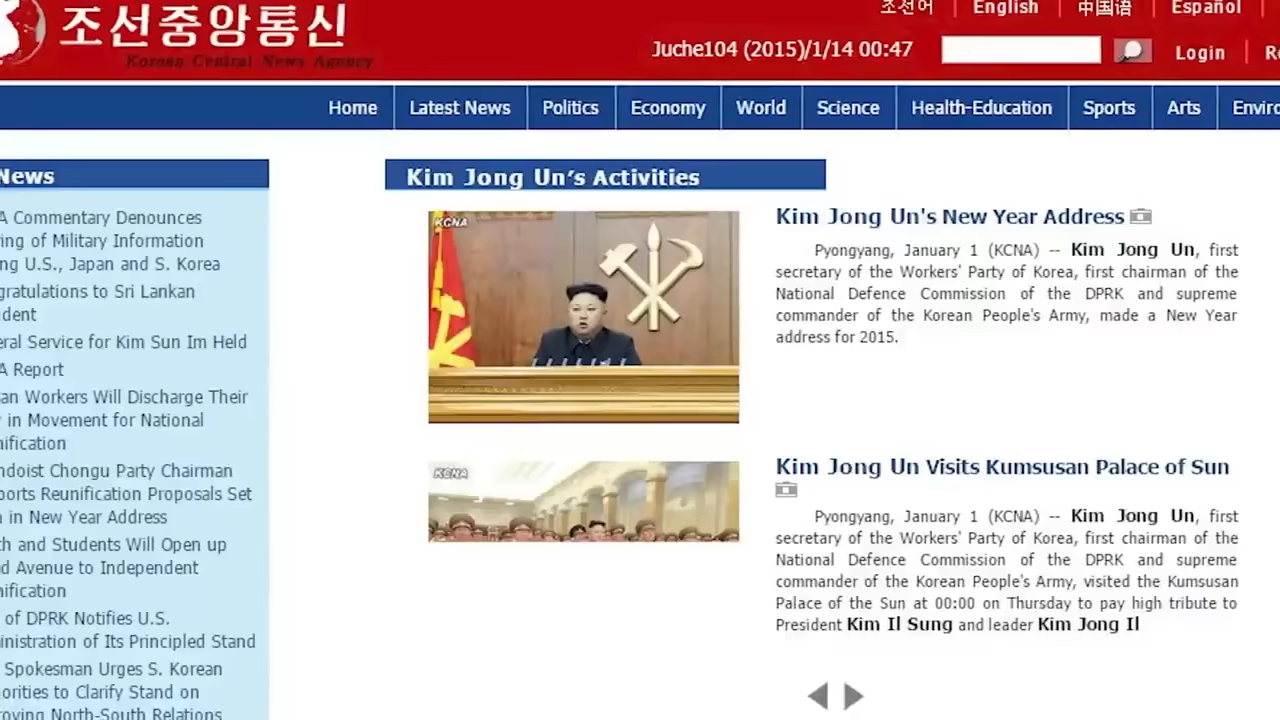 조선중앙통신
Korean Central News Agency
조선어 English 中国语 Español
Juche104 (2015)/1/14 00:47
Login
Home Latest News Politics Economy World Science Health-Education Sports Arts
News
A Commentary Denounces
ing of Military Information
ng U.S., Japan and S. Korea
gratulations to Sri Lankan
dent
eral Service for Kim Sun Im Held
A Report
an Workers Will Discharge Their
in Movement for National
nification
ndoist Chongu Party Chairman
ports Reunification Proposals Set
in New Year Address
th and Students Will Open up
d Avenue to Independent
nification
of DPRK Notifies U.S.
inistration of Its Principled Stand
Spokesman Urges S. Korean
orities to Clarify Stand on
roving North-South Relations
Kim Jong Un's Activities
KCNA
Kim Jong Un's New Year Address
Pyongyang, January 1 (KCNA) -- Kim Jong Un, first
secretary of the Workers' Party of Korea, first chairman of the
National Defence Commission of the DPRK and supreme
commander of the Korean People's Army, made a New Year
address for 2015.
KCNA
Kim Jong Un Visits Kumsusan Palace of Sun
Pyongyang, January 1 (KCNA) -- Kim Jong Un, first
secretary of the Workers' Party of Korea, first chairman of the
National Defence Commission of the DPRK and supreme
commander of the Korean People's Army, visited the Kumsusan
Palace of the Sun at 00:00 on Thursday to pay high tribute to
President Kim Il Sung and leader Kim Jong Il